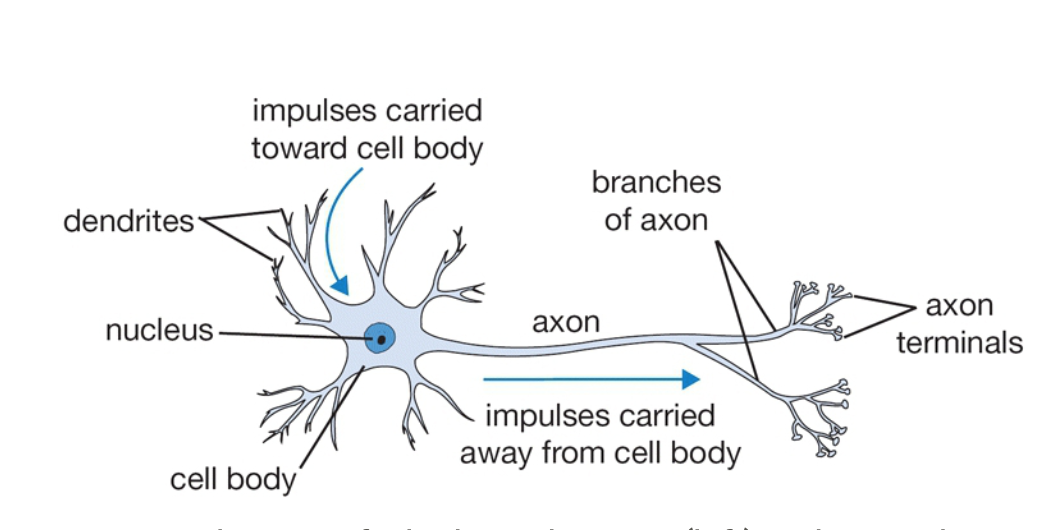 impulses carried
toward cell body
branches
of axon
dendrites
axon
terminals
nucleus
axon
impulses carried
away from cell body
cell body